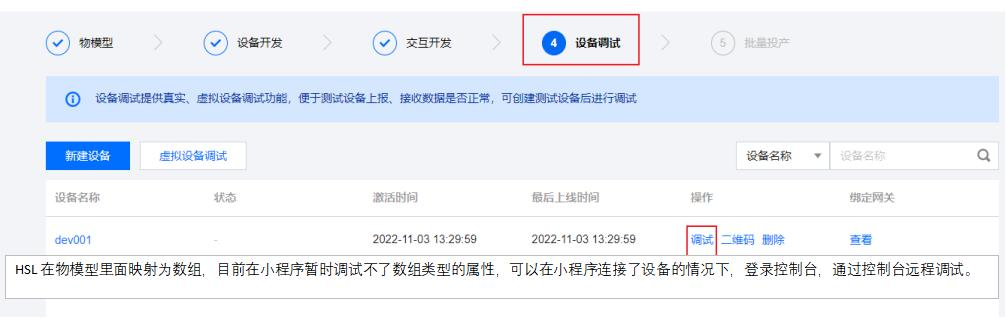 物模型 设备开发 交互开发 4 设备调试 5 批量投产
设备调试提供真实、虚拟设备调试功能，便于测试设备上报、接收数据是否正常，可创建测试设备后进行调试
新建设备 虚拟设备调试 设备名称 设备名称
设备名称 状态 激活时间 最后上线时间 操作 绑定网关
dev001 - 2022-11-03 13:29:59 2022-11-03 13:29:59 调试 二维码 删除 查看
HSL 在物模型里面映射为数组，目前在小程序暂时调试不了数组类型的属性，可以在小程序连接了设备的情况下，登录控制台，通过控制台远程调试。